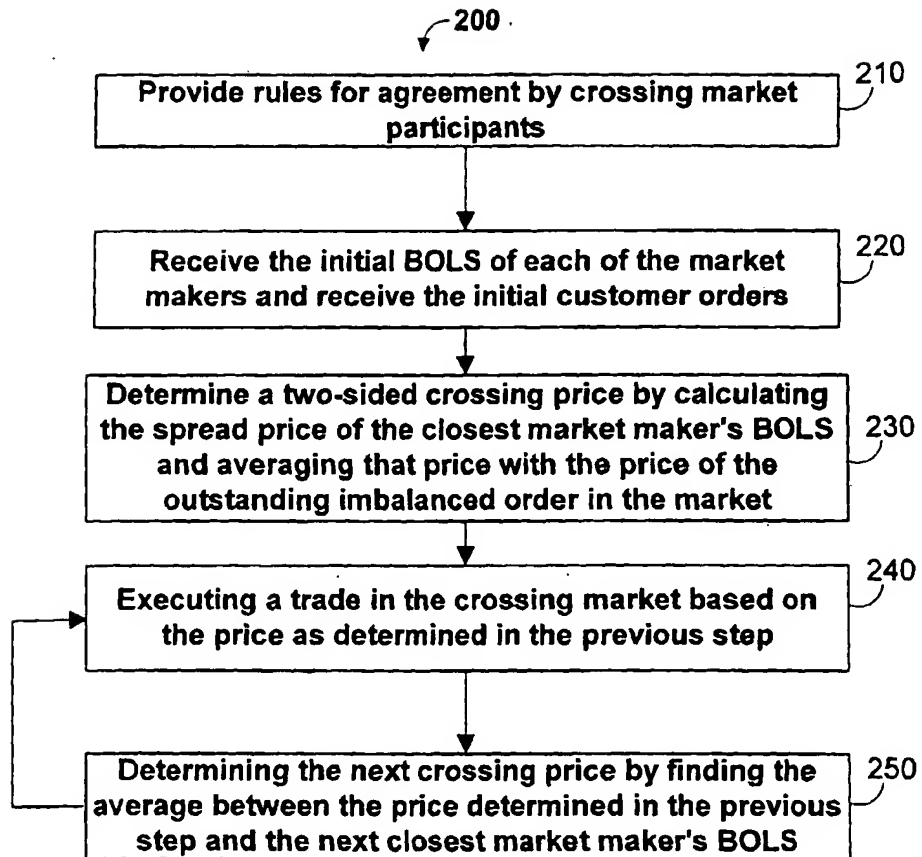 200
Provide rules for agreement by crossing market
participants
210
Receive the initial BOLS of each of the market
makers and receive the initial customer orders
220
Determine a two-sided crossing price by calculating
the spread price of the closest market maker's BOLS
and averaging that price with the price of the
outstanding imbalanced order in the market
230
Executing a trade in the crossing market based on
the price as determined in the previous step
240
Determining the next crossing price by finding the
average between the price determined in the previous
step and the next closest market maker's BOLS
250